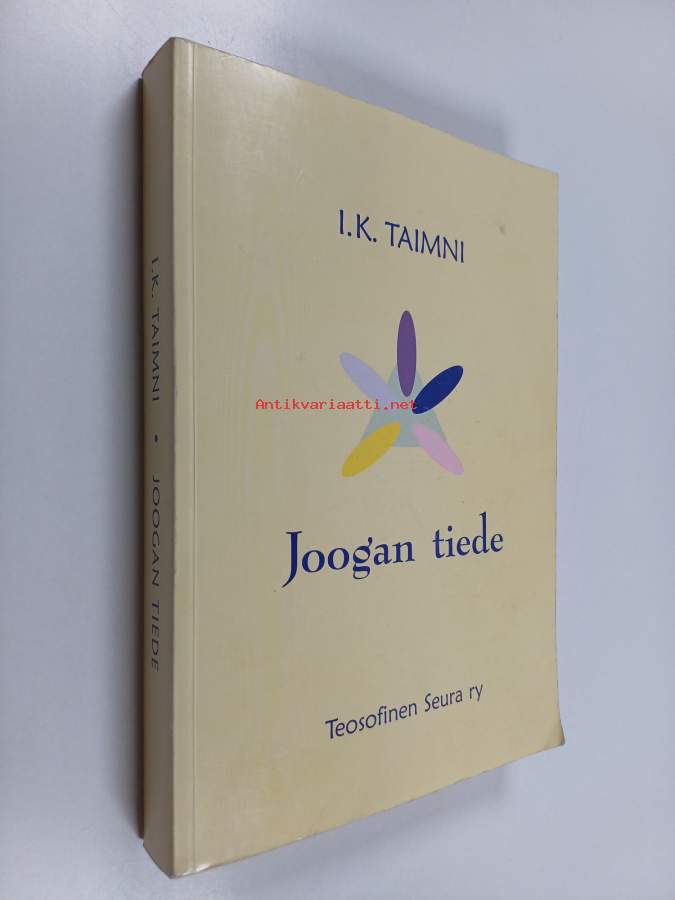 I.K. TAIMNI
Antikvariaatti.net
Joogan tiede
Teosofinen Seura ry
I.K. TAIMNI • JOOGAN TIEDE